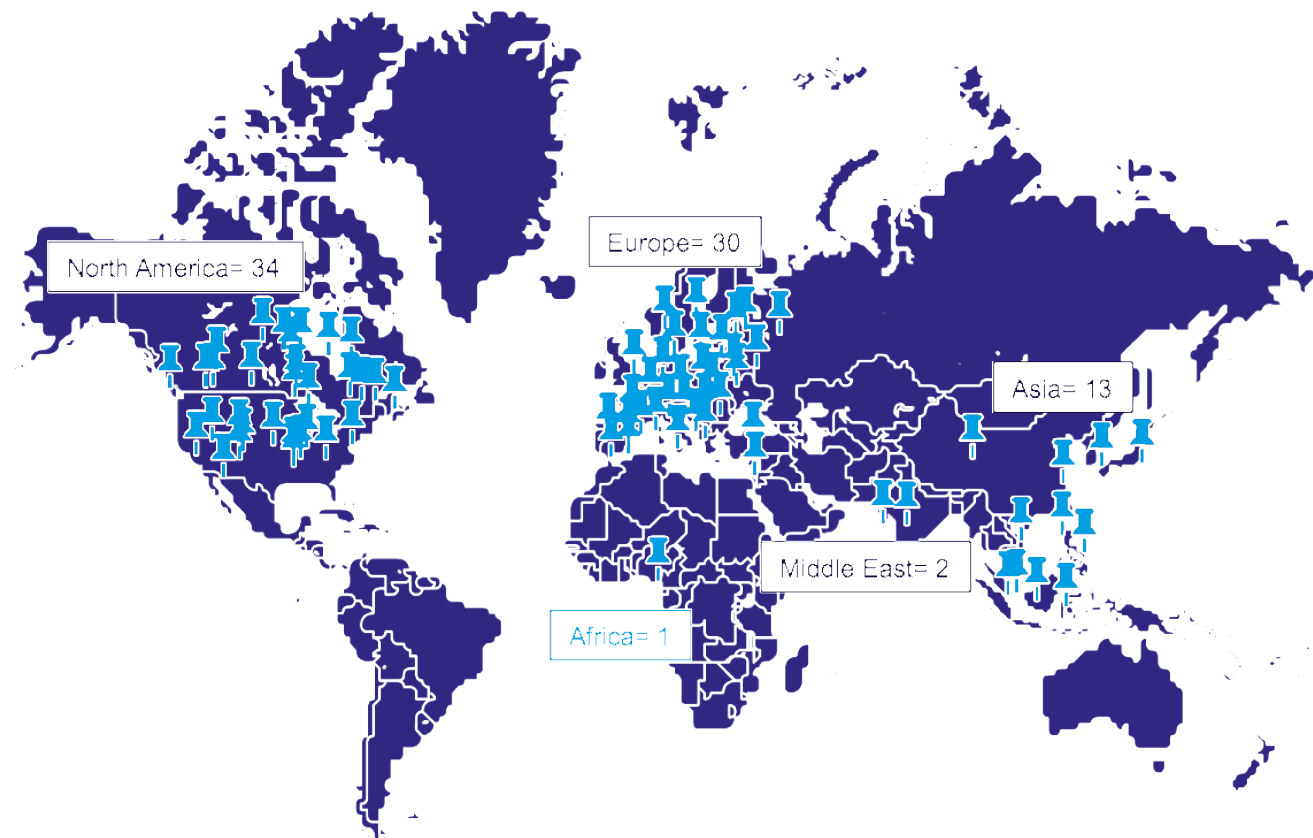 Europe= 30
North America= 34
Asia= 13
Middle East= 2
Africa= 1